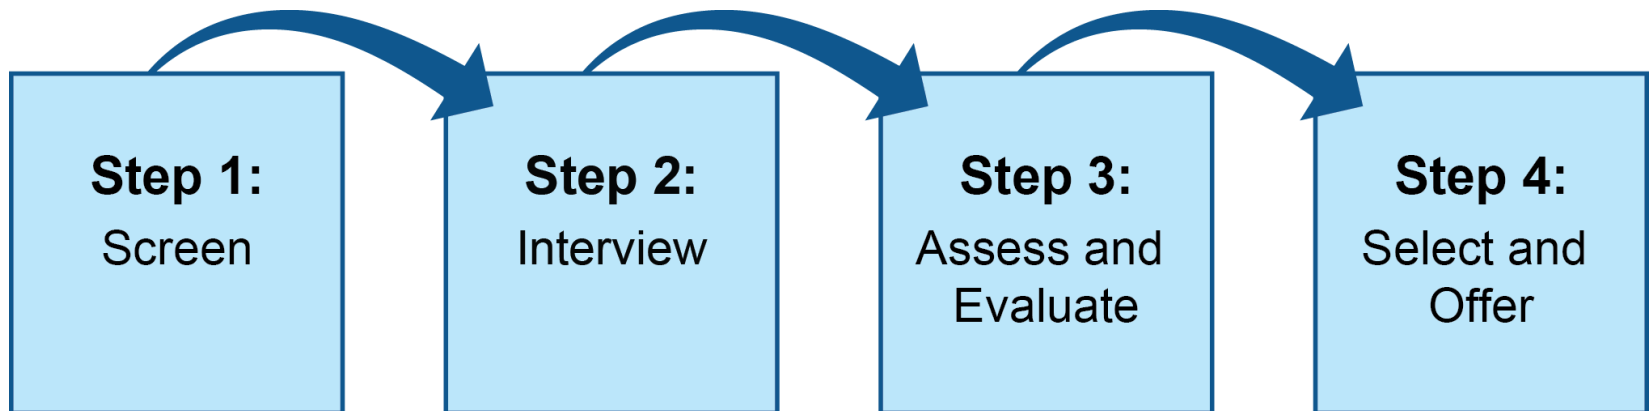 Step 1:
Screen
Step 2:
Interview
Step 3:
Assess and
Evaluate
Step 4:
Select and
Offer